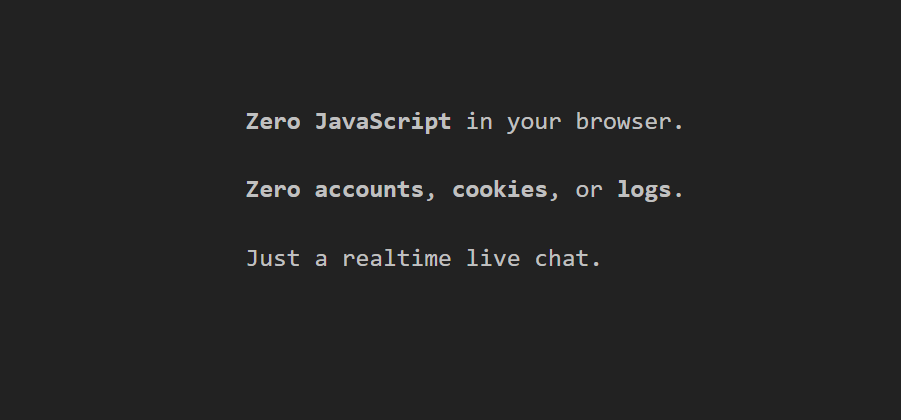 Zero JavaScript in your browser.
Zero accounts, cookies, or logs.
Just a realtime live chat.